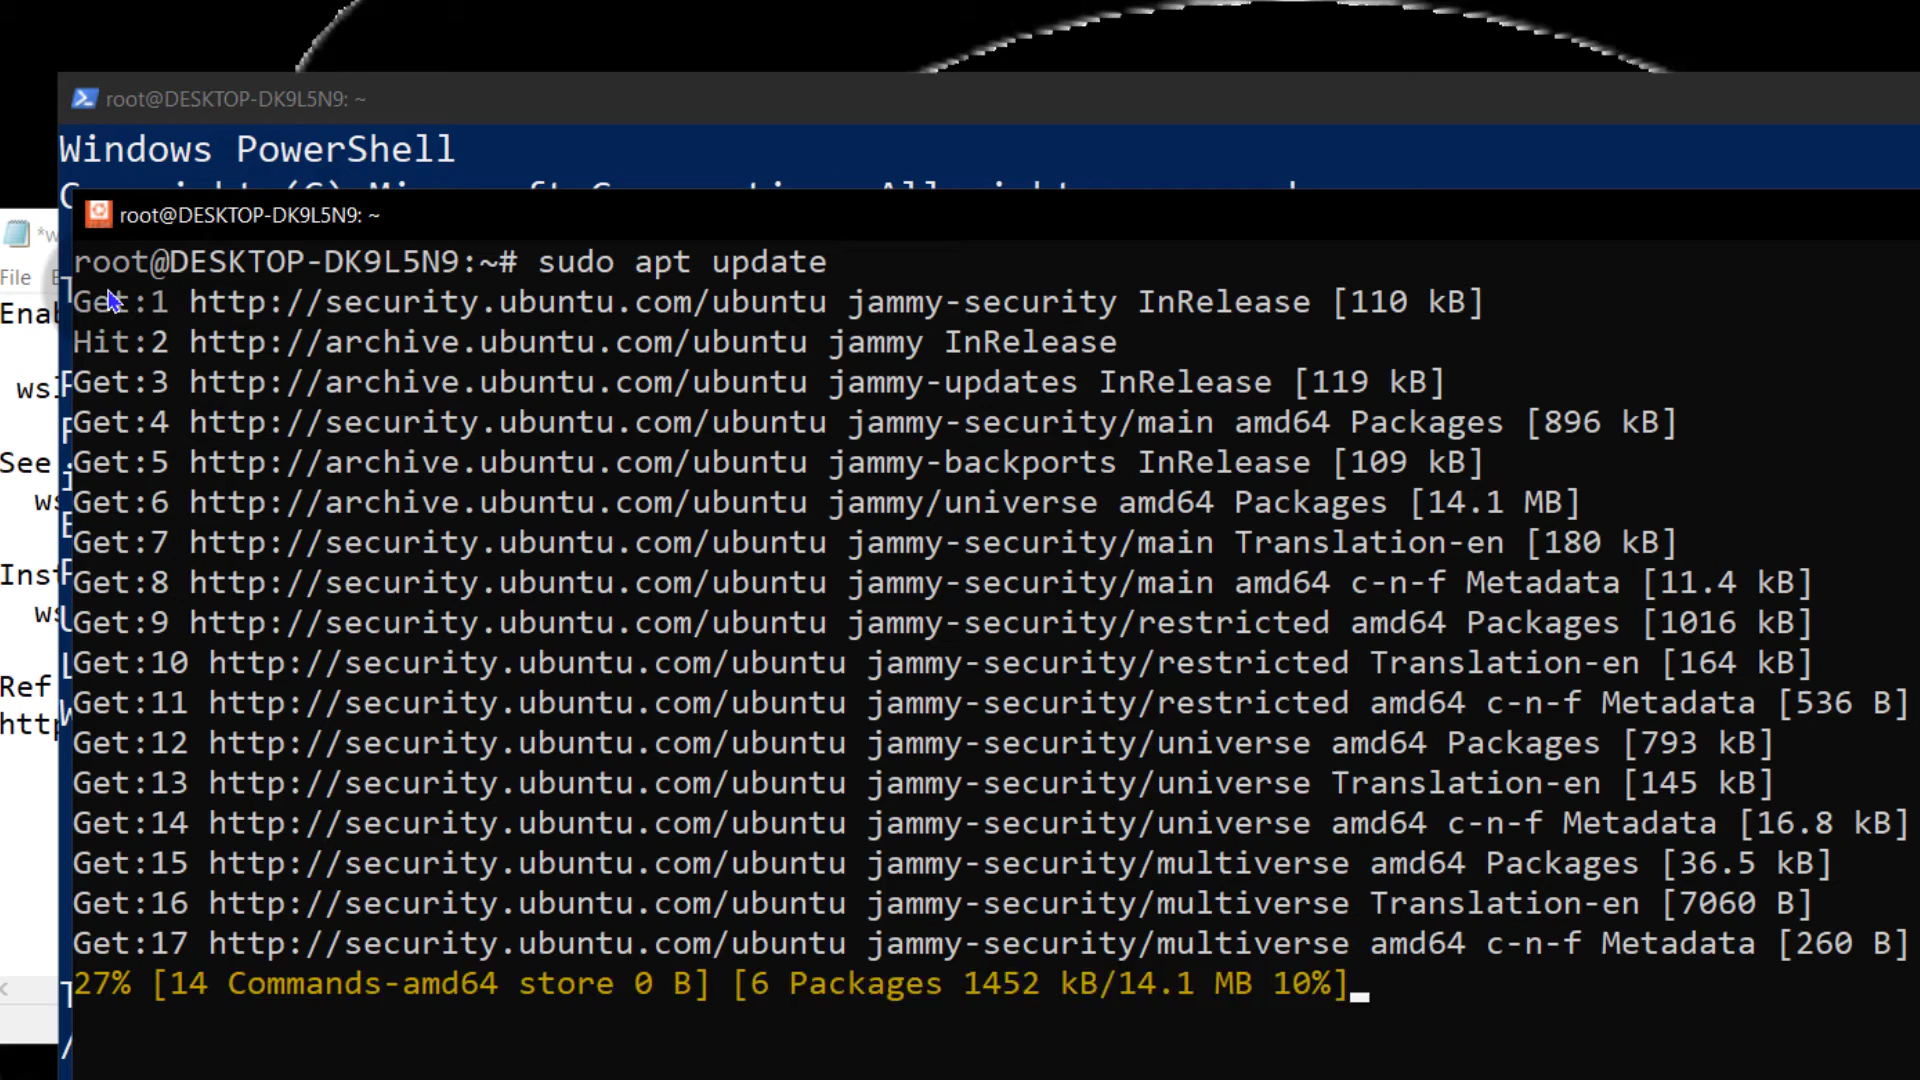 root@DESKTOP-DK9L5N9: ~
Windows PowerShell
root@DESKTOP-DK9L5N9: ~
File
root@DESKTOP-DK9L5N9:~# sudo apt update
Get:1 http://security.ubuntu.com/ubuntu jammy-security InRelease [110 kB]
Hit:2 http://archive.ubuntu.com/ubuntu jammy InRelease
Get:3 http://archive.ubuntu.com/ubuntu jammy-updates InRelease [119 kB]
Get:4 http://security.ubuntu.com/ubuntu jammy-security/main amd64 Packages [896 kB]
Get:5 http://archive.ubuntu.com/ubuntu jammy-backports InRelease [109 kB]
Get:6 http://archive.ubuntu.com/ubuntu jammy/universe amd64 Packages [14.1 MB]
Get:7 http://security.ubuntu.com/ubuntu jammy-security/main Translation-en [180 kB]
Get:8 http://security.ubuntu.com/ubuntu jammy-security/main amd64 c-n-f Metadata [11.4 kB]
Get:9 http://security.ubuntu.com/ubuntu jammy-security/restricted amd64 Packages [1016 kB]
Get:10 http://security.ubuntu.com/ubuntu jammy-security/restricted Translation-en [164 kB]
Get:11 http://security.ubuntu.com/ubuntu jammy-security/restricted amd64 c-n-f Metadata [536 B]
Get:12 http://security.ubuntu.com/ubuntu jammy-security/universe amd64 Packages [793 kB]
Get:13 http://security.ubuntu.com/ubuntu jammy-security/universe Translation-en [145 kB]
Get:14 http://security.ubuntu.com/ubuntu jammy-security/universe amd64 c-n-f Metadata [16.8 kB]
Get:15 http://security.ubuntu.com/ubuntu jammy-security/multiverse amd64 Packages [36.5 kB]
Get:16 http://security.ubuntu.com/ubuntu jammy-security/multiverse Translation-en [7060 B]
Get:17 http://security.ubuntu.com/ubuntu jammy-security/multiverse amd64 c-n-f Metadata [260 B]
27% [14 Commands-amd64 store 0 B] [6 Packages 1452 kB/14.1 MB 10%]
See
Ref